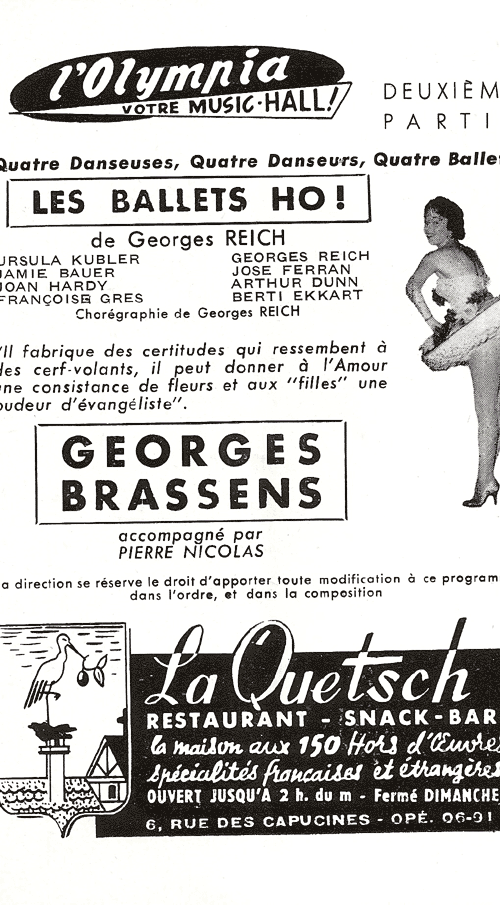 l'Olympia
VOTRE MUSIC-HALL!
DEUXIÈM
PARTI
Quatre Danseuses, Quatre Danseurs, Quatre Balle
LES BALLETS HO!
de Georges REICH
URSULA KUBLER
JAMIE BAUER
JOAN HARDY
FRANÇOISE GRES
GEORGES REICH
JOSE FERRAN
ARTHUR DUNN
BERTI EKKART
Chorégraphie de Georges REICH
"Il fabrique des certitudes qui ressemblent à
des cerf-volants, il peut donner à l'Amour
une consistance de fleurs et aux "filles" une
pudeur d'évangéliste".
GEORGES
BRASSENS
accompagné par
PIERRE NICOLAS
a direction se réserve le droit d'apporter toute modification à ce program
dans l'ordre, et dans la composition
La Quetsch
RESTAURANT - SNACK-BAR
la maison aux 150 Hors d'Œuvres
spécialités françaises et étrangères
OUVERT JUSQU'À 2 h. du m - Fermé DIMANCHE
6, RUE DES CAPUCINES - OPÉ. 06-91